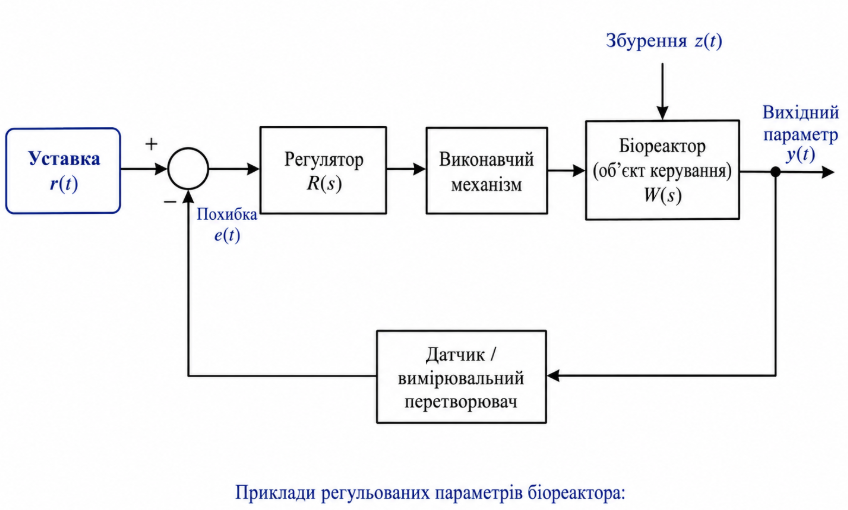 Збурення z(t)
Вихідний
параметр
y(t)
Уставка
r(t)
+
−
Похибка
e(t)
Регулятор
R(s)
Виконавчий
механізм
Біореактор
(об’єкт керування)
W(s)
Датчик /
вимірювальний
перетворювач
Приклади регульованих параметрів біореактора: